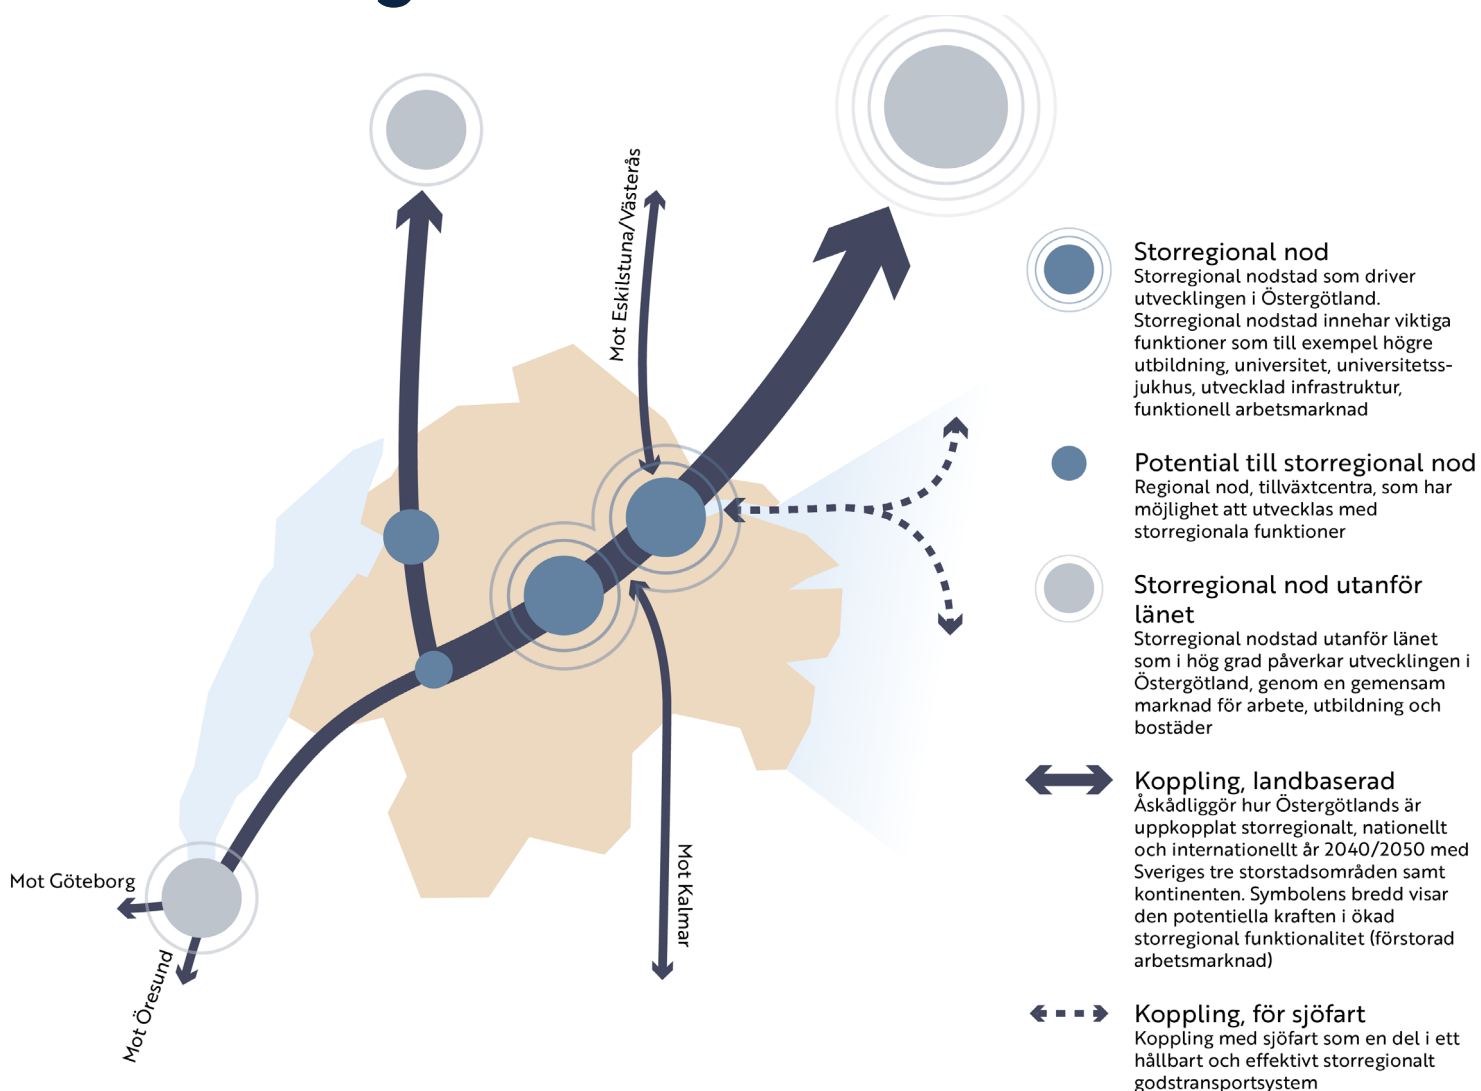 Mot Eskilstuna/Västerås
Mot Göteborg
Mot Öresund
Mot Kalmar
Storregional nod
Storregional nodstad som driver
utvecklingen i Östergötland.
Storregional nodstad innehar viktiga
funktioner som till exempel högre
utbildning, universitet, universitetss-
jukhus, utvecklad infrastruktur,
funktionell arbetsmarknad
Potential till storregional nod
Regional nod, tillväxtcentra, som har
möjlighet att utvecklas med
storregionala funktioner
Storregional nod utanför
länet
Storregional nodstad utanför länet
som i hög grad påverkar utvecklingen i
Östergötland, genom en gemensam
marknad för arbete, utbildning och
bostäder
Koppling, landbaserad
Åskådliggör hur Östergötlands är
uppkopplat storregionalt, nationellt
och internationellt år 2040/2050 med
Sveriges tre storstadsområden samt
kontinenten. Symbolens bredd visar
den potentiella kraften i ökad
storregional funktionalitet (förstorad
arbetsmarknad)
Koppling, för sjöfart
Koppling med sjöfart som en del i ett
hållbart och effektivt storregionalt
godstransportsystem